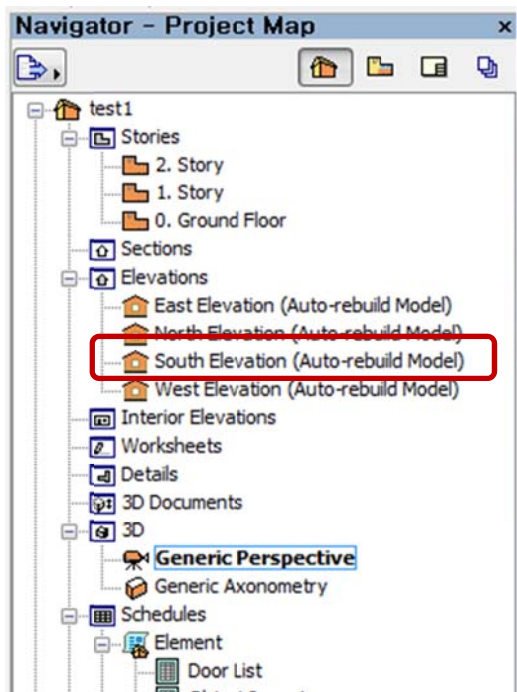 Navigator - Project Map x
test1
Stories
2. Story
1. Story
0. Ground Floor
Sections
Elevations
East Elevation (Auto-rebuild Model)
North Elevation (Auto-rebuild Model)
South Elevation (Auto-rebuild Model)
West Elevation (Auto-rebuild Model)
Interior Elevations
Worksheets
Details
3D Documents
3D
Generic Perspective
Generic Axonometry
Schedules
Element
Door List